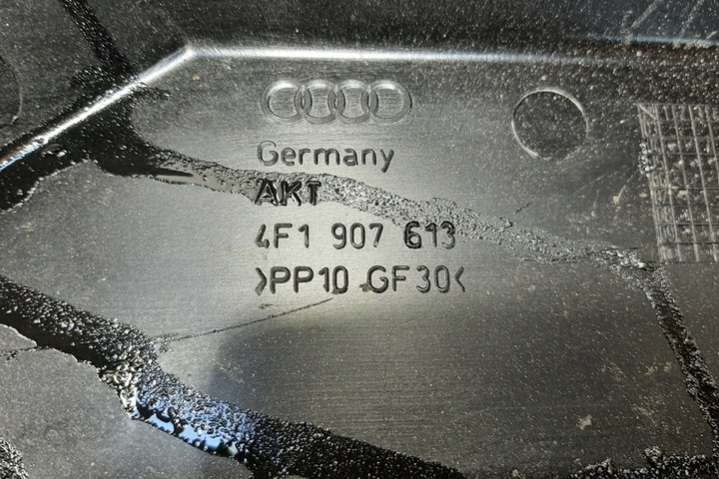 Germany
AKT
4F1 907 613
>PP10 GF30<